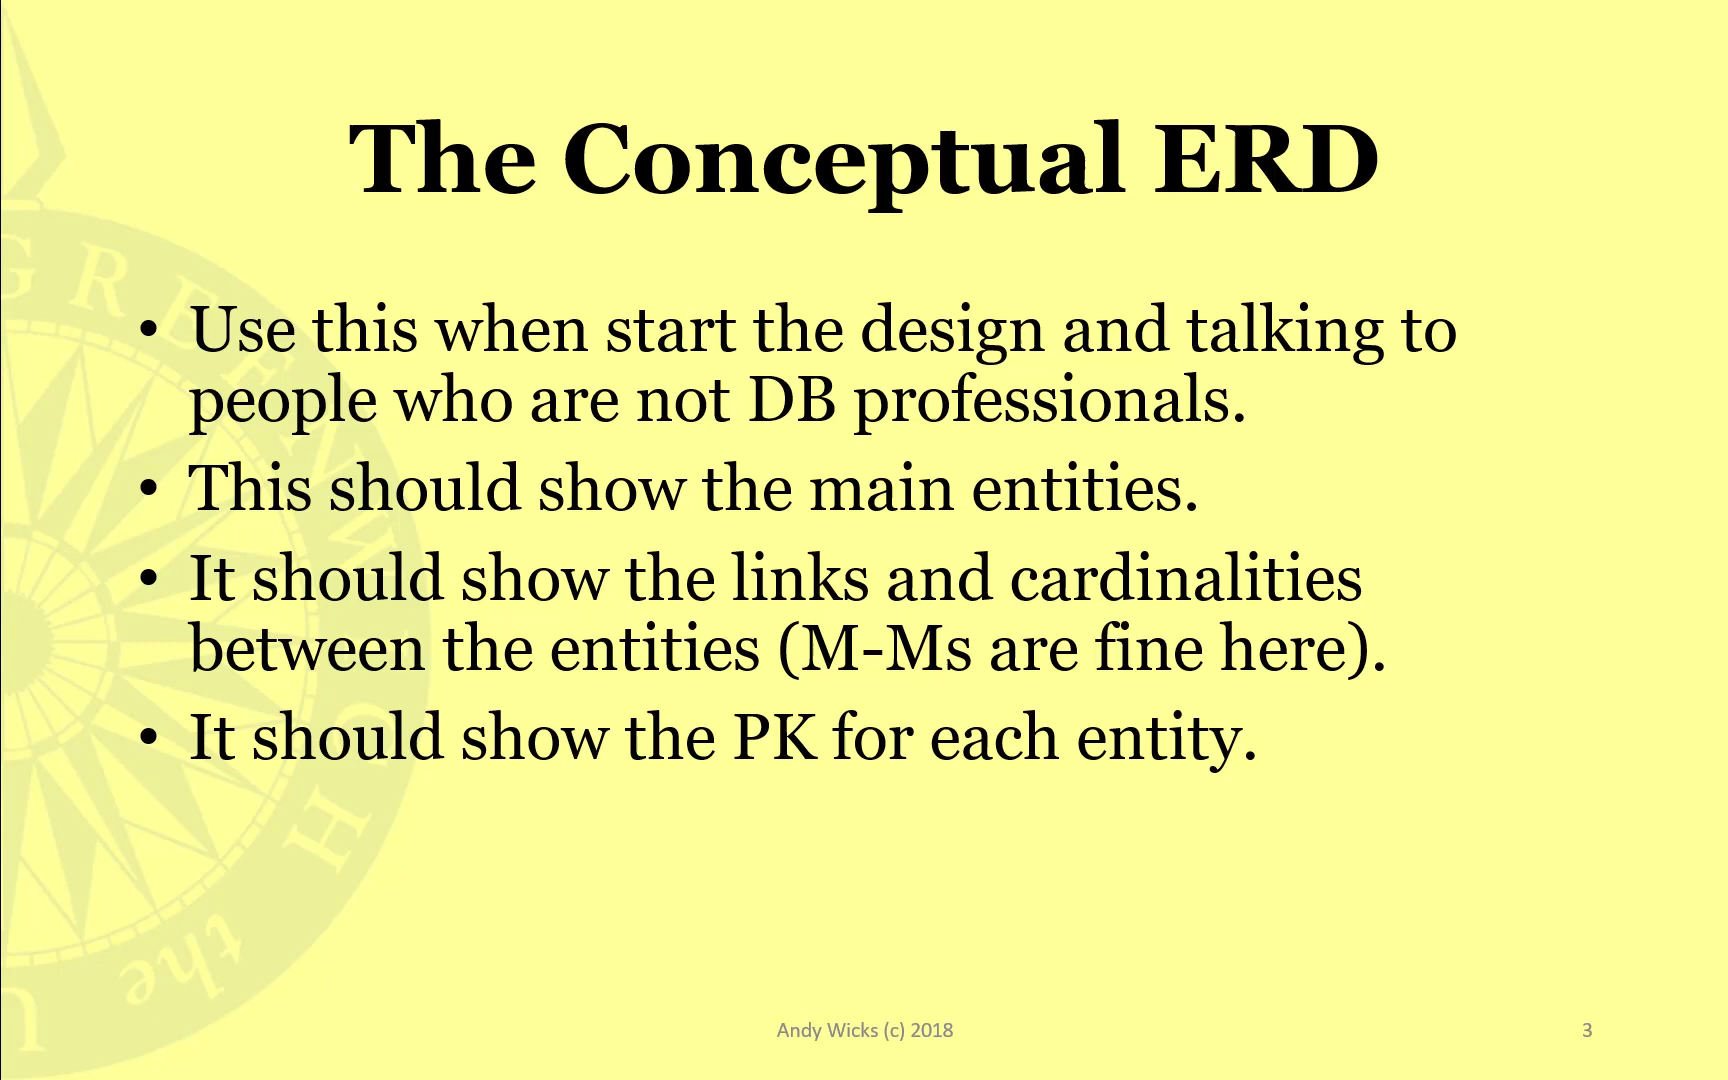 The Conceptual ERD
• Use this when start the design and talking to
people who are not DB professionals.
• This should show the main entities.
• It should show the links and cardinalities
between the entities (M-Ms are fine here).
• It should show the PK for each entity.
GREENWICH
the
U
Andy Wicks (c) 2018
3